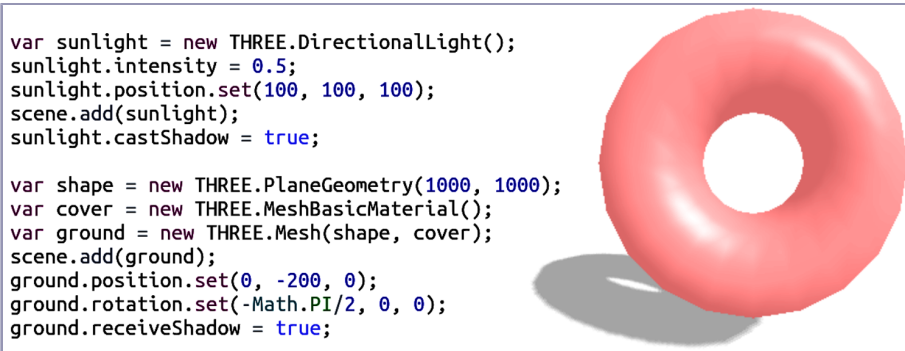 var sunlight = new THREE.DirectionalLight();
sunlight.intensity = 0.5;
sunlight.position.set(100, 100, 100);
scene.add(sunlight);
sunlight.castShadow = true;
var shape = new THREE.PlaneGeometry(1000, 1000);
var cover = new THREE.MeshBasicMaterial();
var ground = new THREE.Mesh(shape, cover);
scene.add(ground);
ground.position.set(0, -200, 0);
ground.rotation.set(-Math.PI/2, 0, 0);
ground.receiveShadow = true;